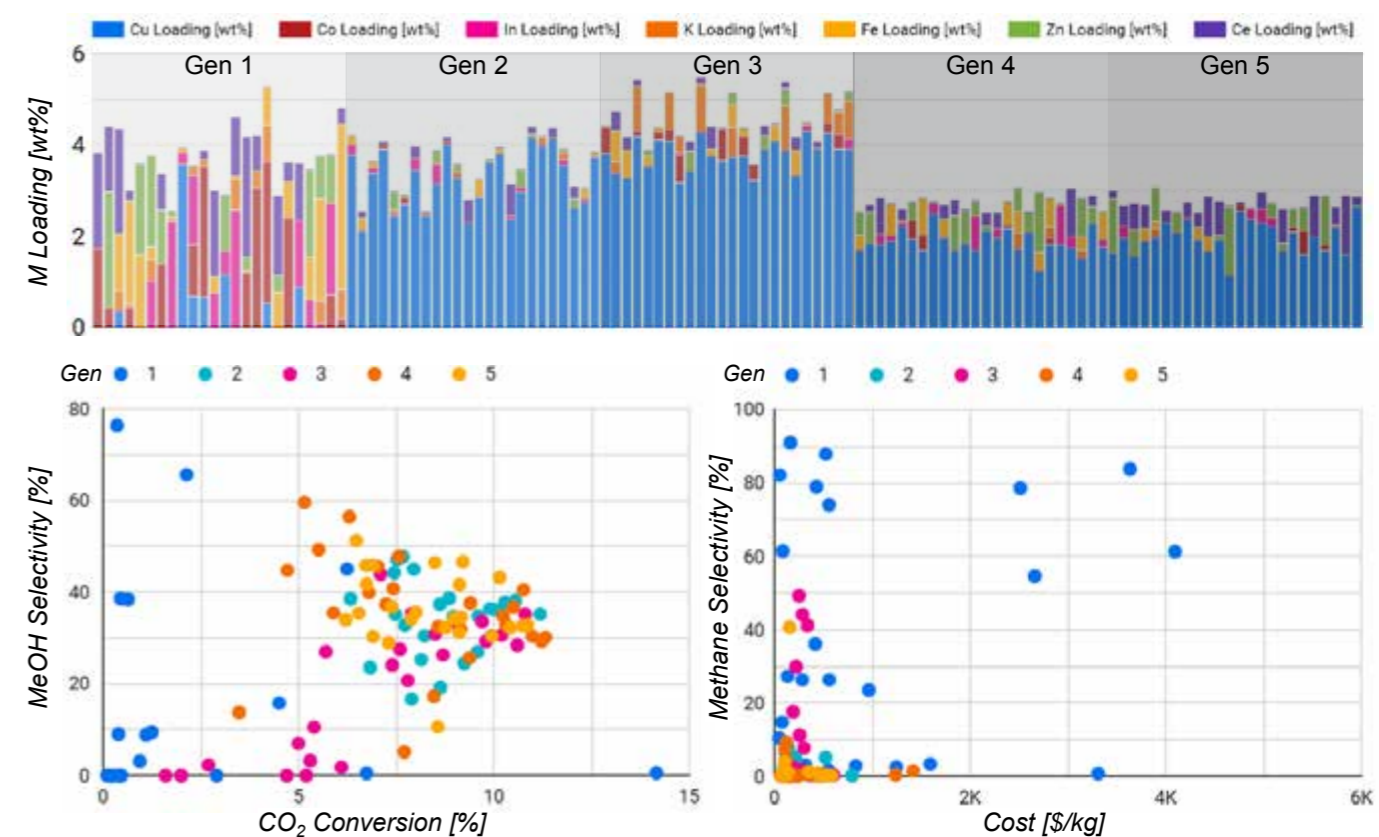 Cu Loading [wt%] Co Loading [wt%] In Loading [wt%] K Loading [wt%] Fe Loading [wt%] Zn Loading [wt%] Ce Loading [wt%]
Gen 1 Gen 2 Gen 3 Gen 4 Gen 5
M Loading [wt%]
6
4
2
0
Gen 1 2 3 4 5
MeOH Selectivity [%]
80
60
40
20
0
0 5 10 15
CO₂ Conversion [%]
Gen 1 2 3 4 5
Methane Selectivity [%]
100
80
60
40
20
0
0 2K 4K 6K
Cost [$/kg]